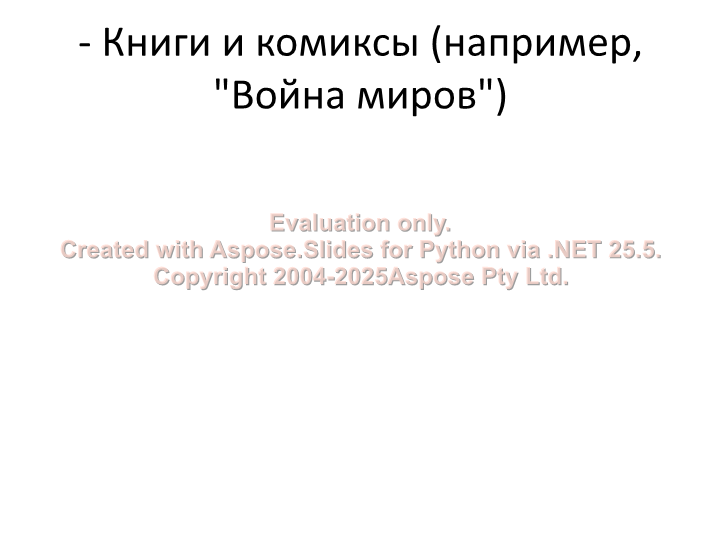 - Книги и комиксы (например,
"Война миров")
Evaluation only.
Created with Aspose.Slides for Python via .NET 25.5.
Copyright 2004-2025Aspose Pty Ltd.